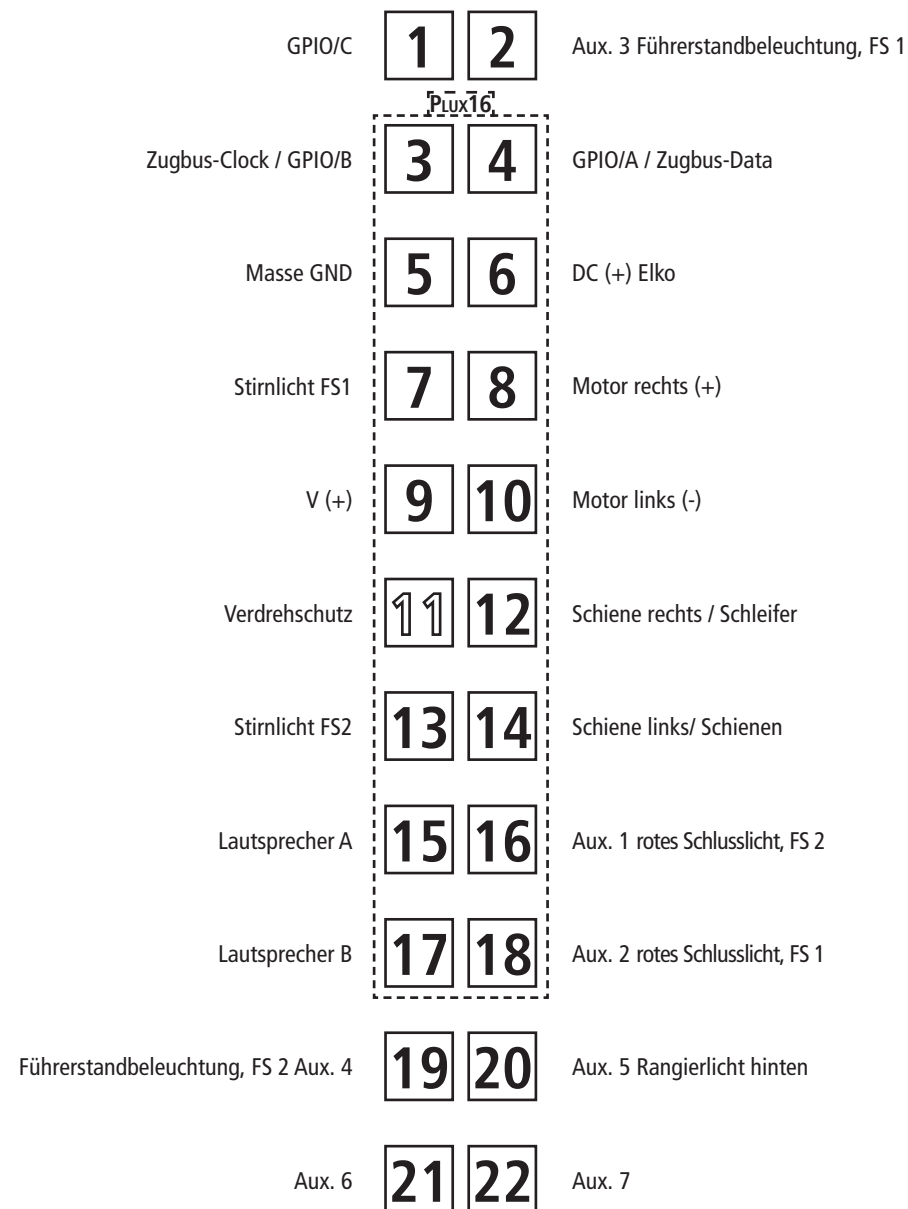 GPIO/C 1 2 Aux. 3 Führerstandbeleuchtung, FS 1
PLUX16
Zugbus-Clock / GPIO/B 3 4 GPIO/A / Zugbus-Data
Masse GND 5 6 DC (+) Elko
Stirnlicht FS1 7 8 Motor rechts (+)
V (+) 9 10 Motor links (-)
Verdrehschutz 11 12 Schiene rechts / Schleifer
Stirnlicht FS2 13 14 Schiene links/ Schienen
Lautsprecher A 15 16 Aux. 1 rotes Schlusslicht, FS 2
Lautsprecher B 17 18 Aux. 2 rotes Schlusslicht, FS 1
Führerstandbeleuchtung, FS 2 Aux. 4 19 20 Aux. 5 Rangierlicht hinten
Aux. 6 21 22 Aux. 7